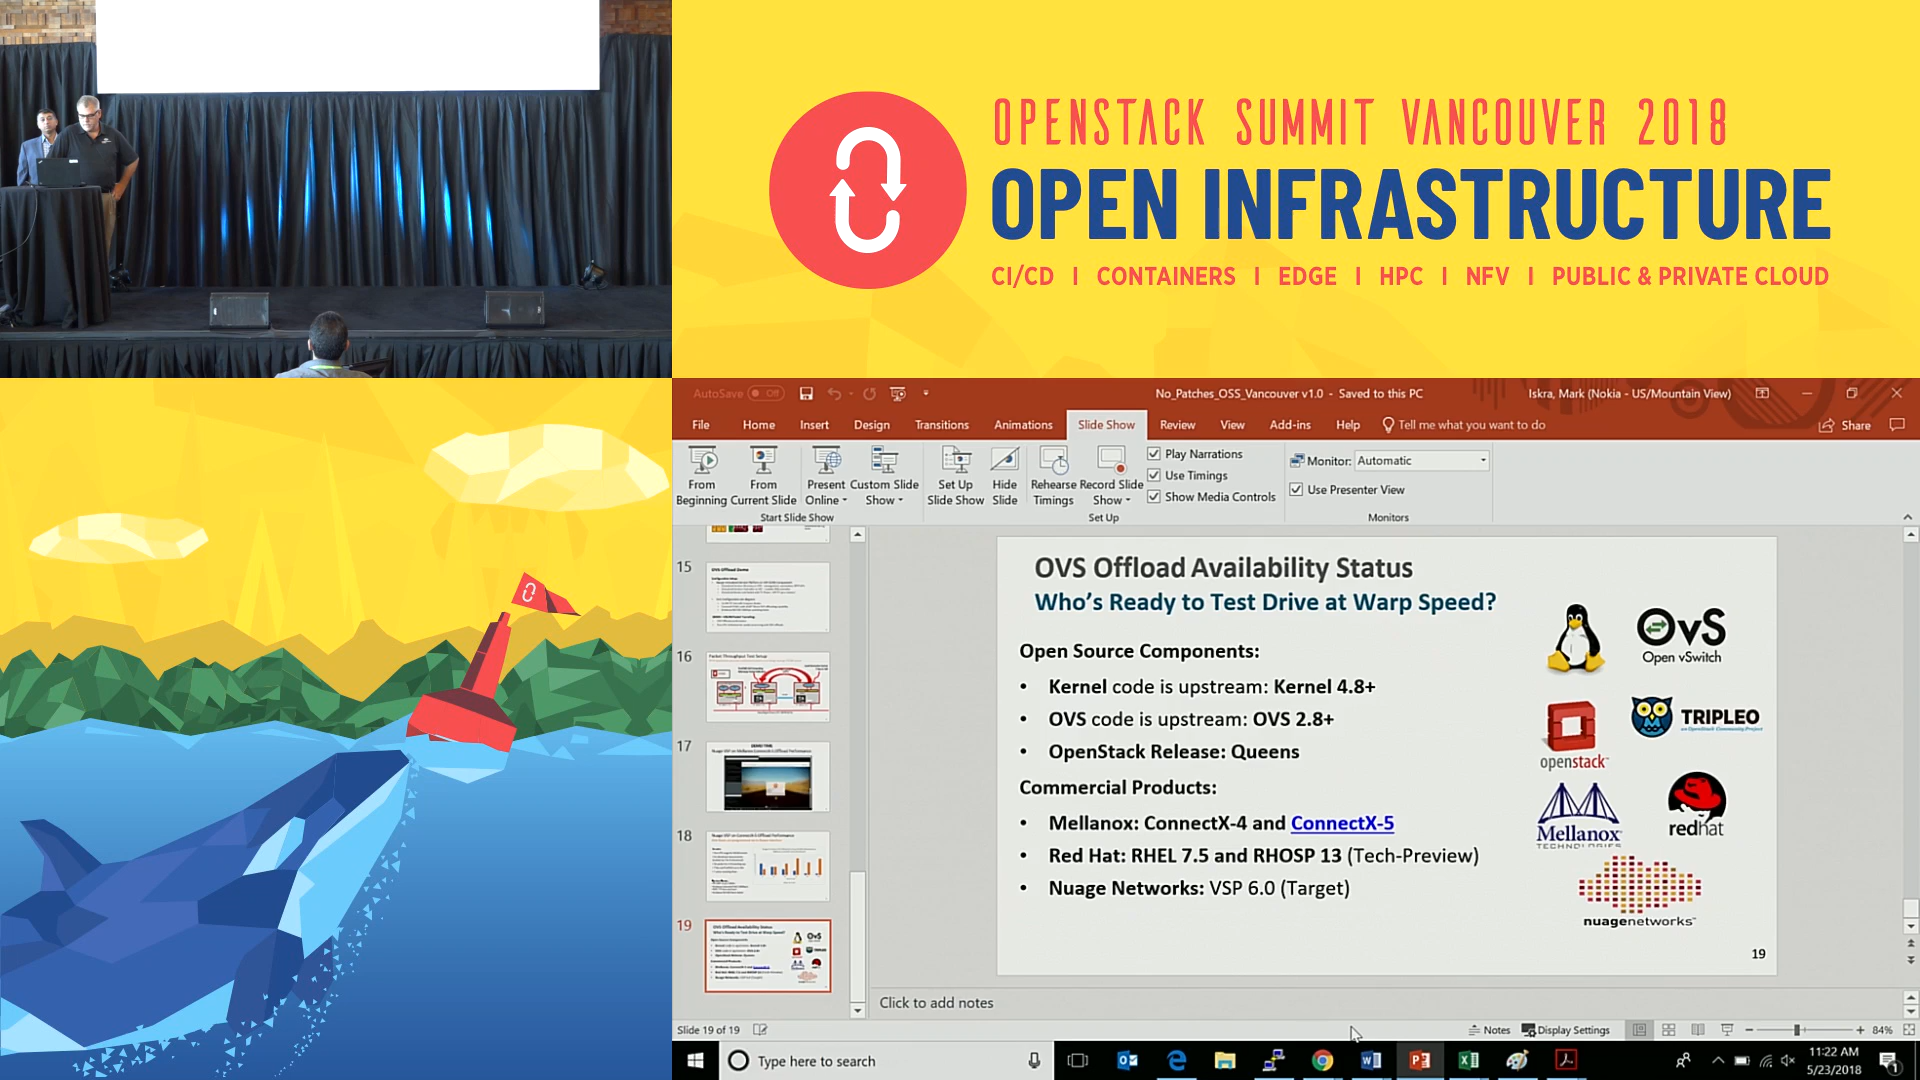 OPENSTACK SUMMIT VANCOUVER 2018
OPEN INFRASTRUCTURE
CI/CD | CONTAINERS | EDGE | HPC | NFV | PUBLIC & PRIVATE CLOUD
AutoSave Off
No_Patches_OSS_Vancouver v1.0 - Saved to this PC
Iskra, Mark (Nokia - US/Mountain View)
File Home Insert Design Transitions Animations Slide Show Review View Add-ins Help Tell me what you want to do Share
From Beginning
From Current Slide
Present Online
Custom Slide Show
Start Slide Show
Set Up Slide Show
Hide Slide
Rehearse Timings
Record Slide Show
Play Narrations
Use Timings
Show Media Controls
Set Up
Monitor: Automatic
Use Presenter View
Monitors
15
16
17
18
19
OVS Offload Availability Status
Who's Ready to Test Drive at Warp Speed?
Open Source Components:
• Kernel code is upstream: Kernel 4.8+
• OVS code is upstream: OVS 2.8+
• OpenStack Release: Queens
Commercial Products:
• Mellanox: ConnectX-4 and ConnectX-5
• Red Hat: RHEL 7.5 and RHOSP 13 (Tech-Preview)
• Nuage Networks: VSP 6.0 (Target)
OvS
Open vSwitch
openstack
TRIPLEO
an OpenStack Community Project
Mellanox
TECHNOLOGIES
redhat
nuagenetworks
19
Click to add notes
Slide 19 of 19
Notes Display Settings 84%
Type here to search
11:22 AM
5/23/2018